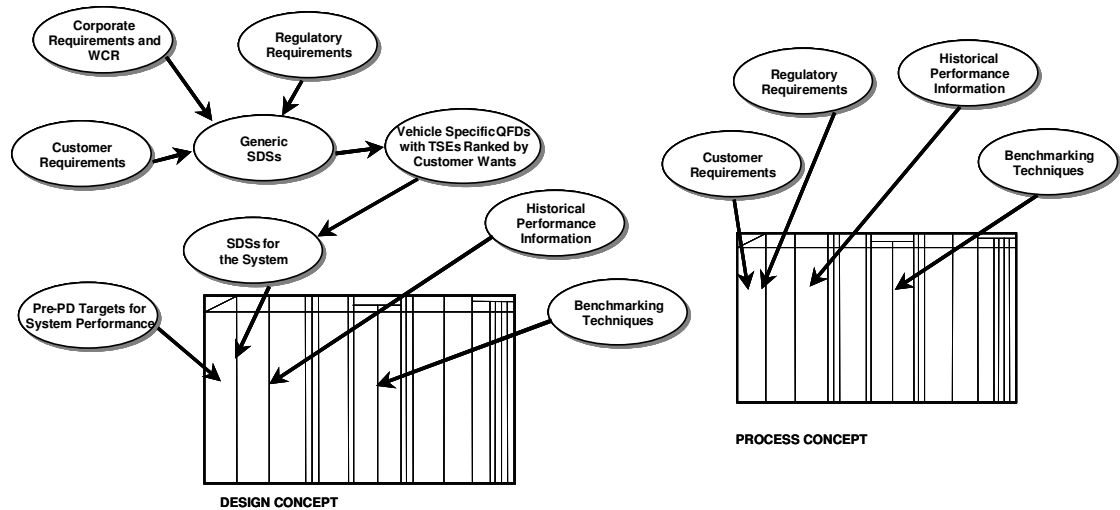 Corporate
Requirements and
WCR
Regulatory
Requirements
Customer
Requirements
Generic
SDSs
Vehicle Specific QFDs
with TSEs Ranked by
Customer Wants
SDSs for
the System
Historical
Performance
Information
Pre-PD Targets for
System Performance
Benchmarking
Techniques
DESIGN CONCEPT
Regulatory
Requirements
Historical
Performance
Information
Customer
Requirements
Benchmarking
Techniques
PROCESS CONCEPT